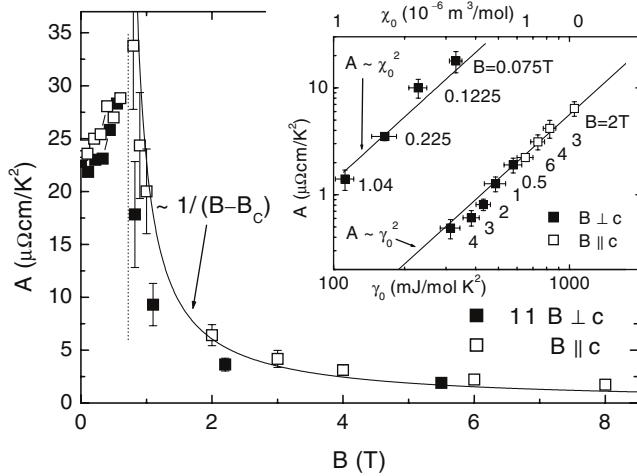 χ₀ (10⁻⁶ m³/mol)
1 1 0
35
30
25
20
15
10
5
0
A (μΩcm/K²)
0 2 4 6 8
B (T)
~ 1/(B−B_C)
10
1
A (μΩcm/K²)
A ~ χ₀²
B=0.075T
0.1225
0.225
1.04
B=2T
3
4
6
0.5
1
2
3
4
A ~ γ₀²
■ B ⊥ c
□ B || c
100 1000
γ₀ (mJ/mol K²)
■ 11 B ⊥ c
□ B || c